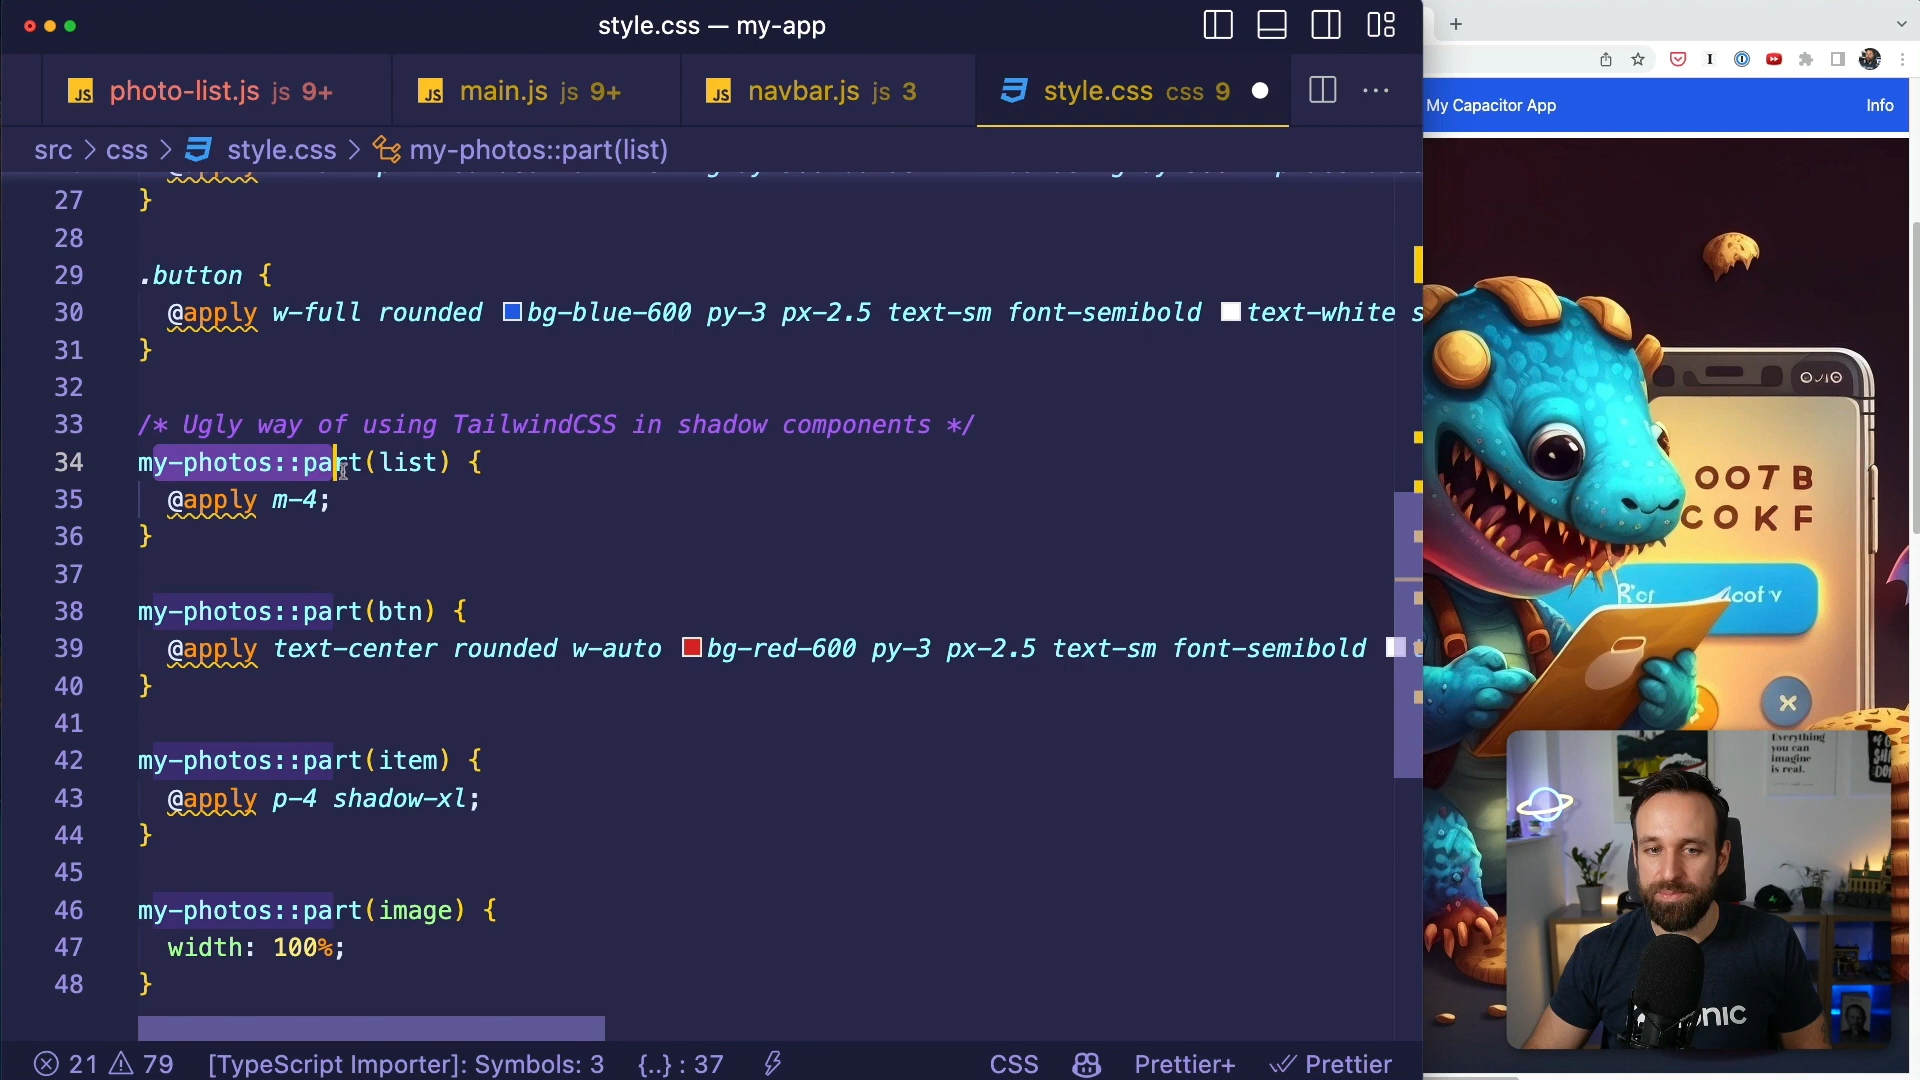 style.css — my-app
photo-list.js js 9+
main.js js 9+
navbar.js js 3
style.css css 9
src > css > style.css > my-photos::part(list)
27 }
28
29 .button {
30 @apply w-full rounded bg-blue-600 py-3 px-2.5 text-sm font-semibold text-white s
31 }
32
33 /* Ugly way of using TailwindCSS in shadow components */
34 my-photos::part(list) {
35 @apply m-4;
36 }
37
38 my-photos::part(btn) {
39 @apply text-center rounded w-auto bg-red-600 py-3 px-2.5 text-sm font-semibold t
40 }
41
42 my-photos::part(item) {
43 @apply p-4 shadow-xl;
44 }
45
46 my-photos::part(image) {
47 width: 100%;
48 }
21 79 [TypeScript Importer]: Symbols: 3 {..} : 37 CSS Prettier+ Prettier
My Capacitor App Info
OOTB
COKF
Everything
you can
imagine
is real.